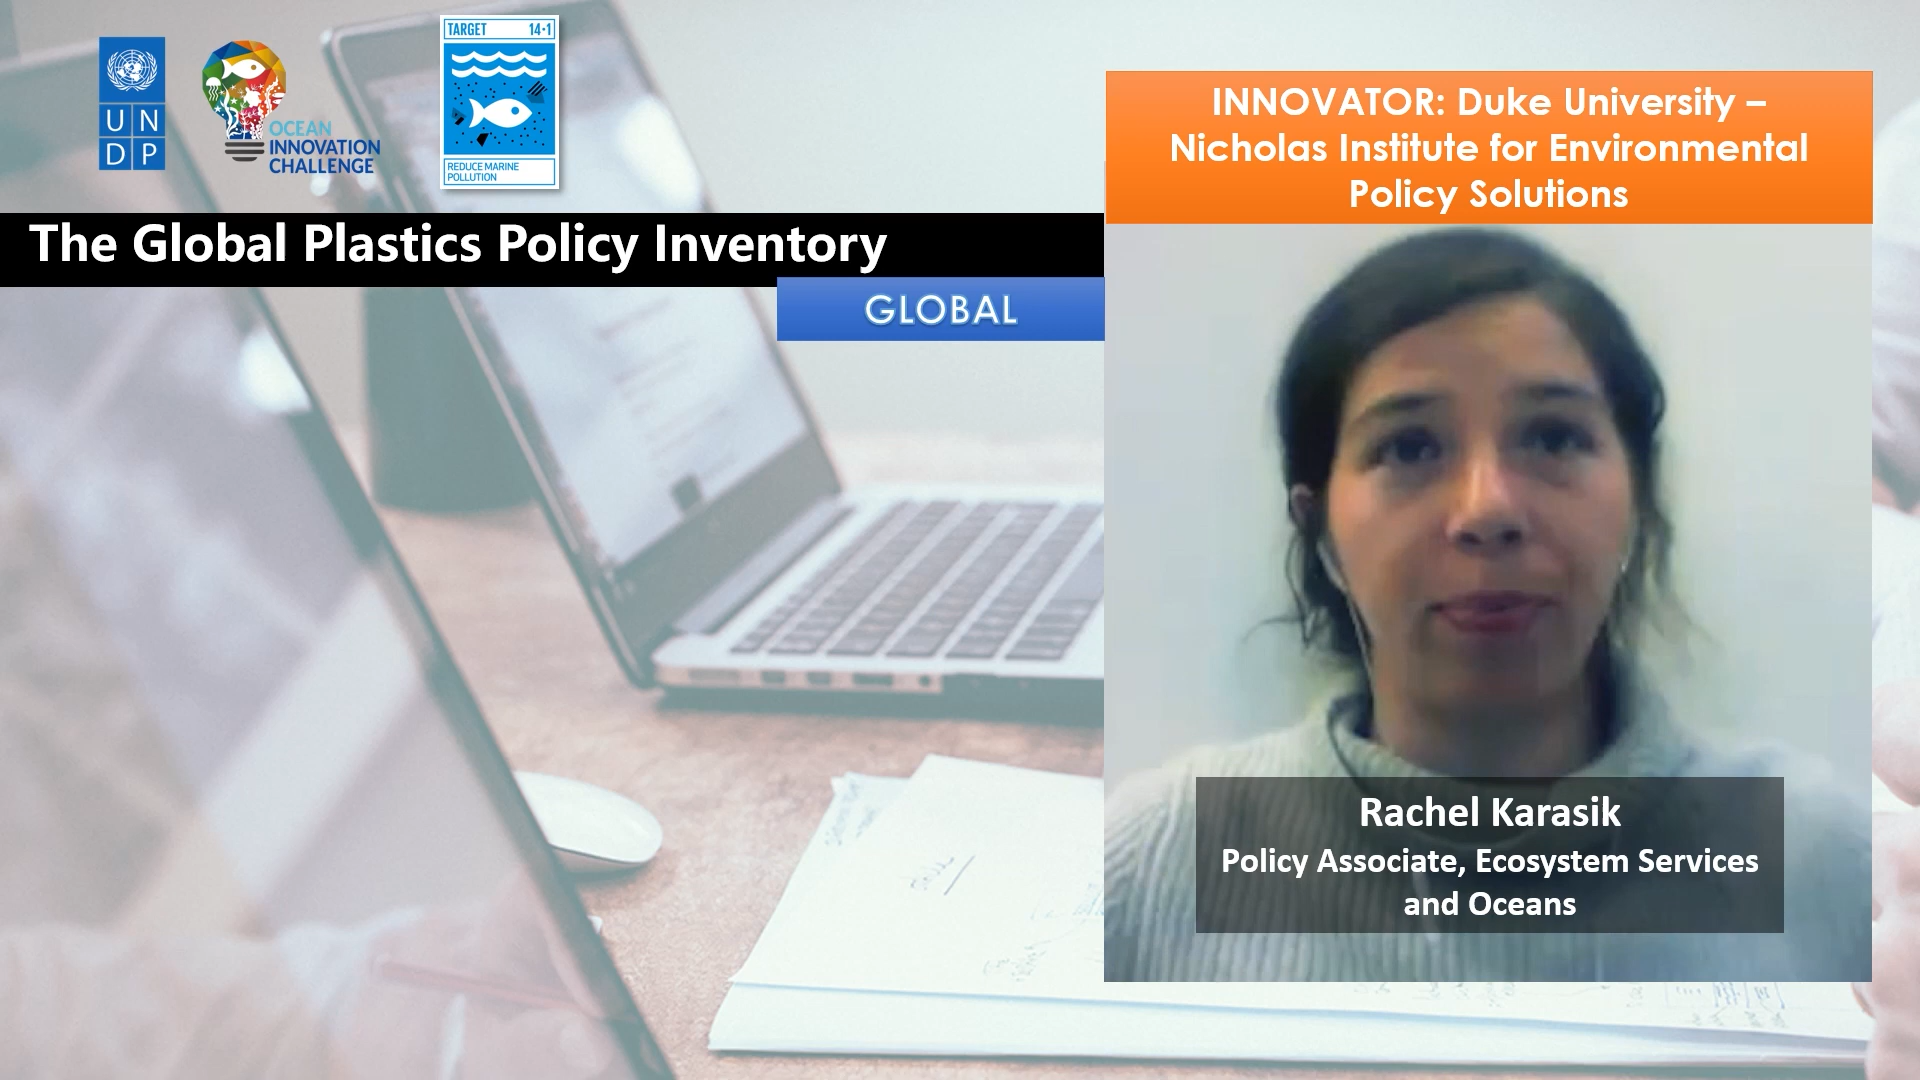 U N
D P
OCEAN
INNOVATION
CHALLENGE
TARGET 14·1
REDUCE MARINE
POLLUTION
The Global Plastics Policy Inventory
GLOBAL
INNOVATOR: Duke University –
Nicholas Institute for Environmental
Policy Solutions
Rachel Karasik
Policy Associate, Ecosystem Services
and Oceans